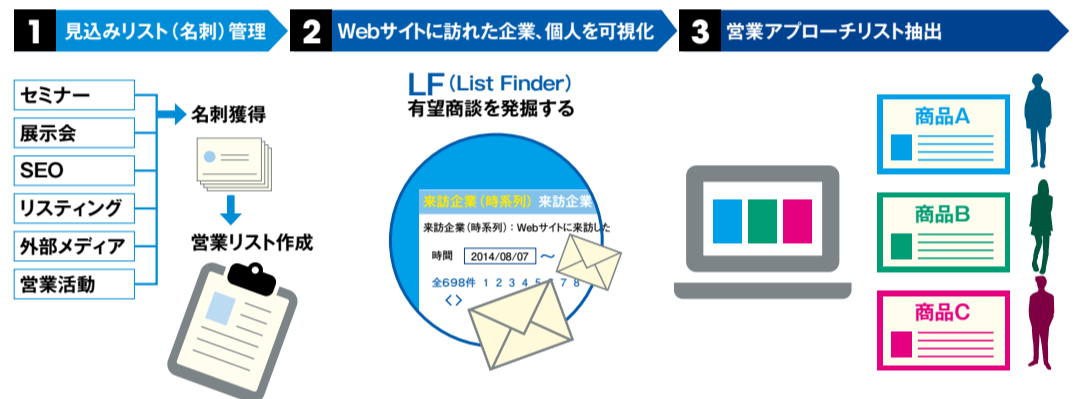 1 見込みリスト（名刺）管理
2 Webサイトに訪れた企業、個人を可視化
3 営業アプローチリスト抽出
セミナー
展示会
SEO
リスティング
外部メディア
営業活動
名刺獲得
営業リスト作成
LF（List Finder）
有望商談を発掘する
来訪企業（時系列） 来訪企業
来訪企業（時系列）：Webサイトに来訪した
時間 2014/08/07 ～
全698件 1 2 3 4 5 6 7 8
< >
商品A
商品B
商品C